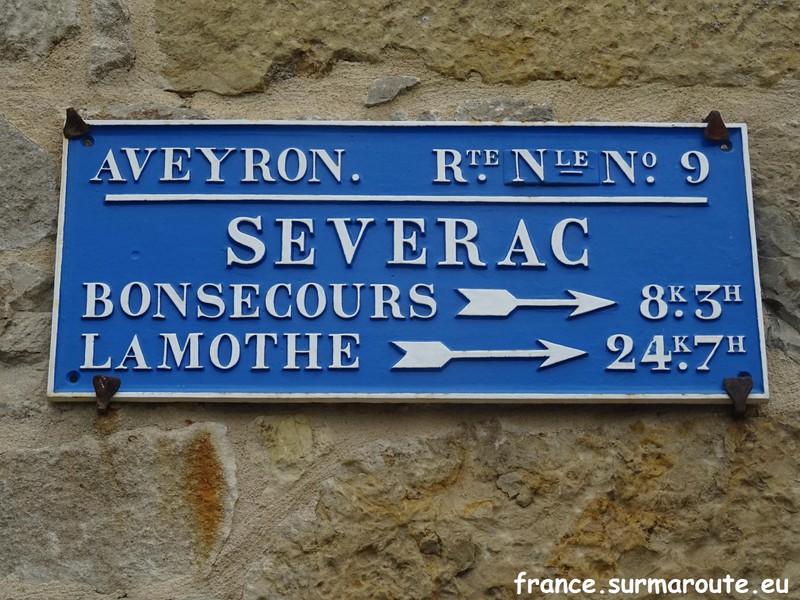 AVEYRON. RTE. NLE NO. 9
SEVERAC
BONSECOURS 8K.3H
LAMOTHE 24K.7H
france.surmaroute.eu